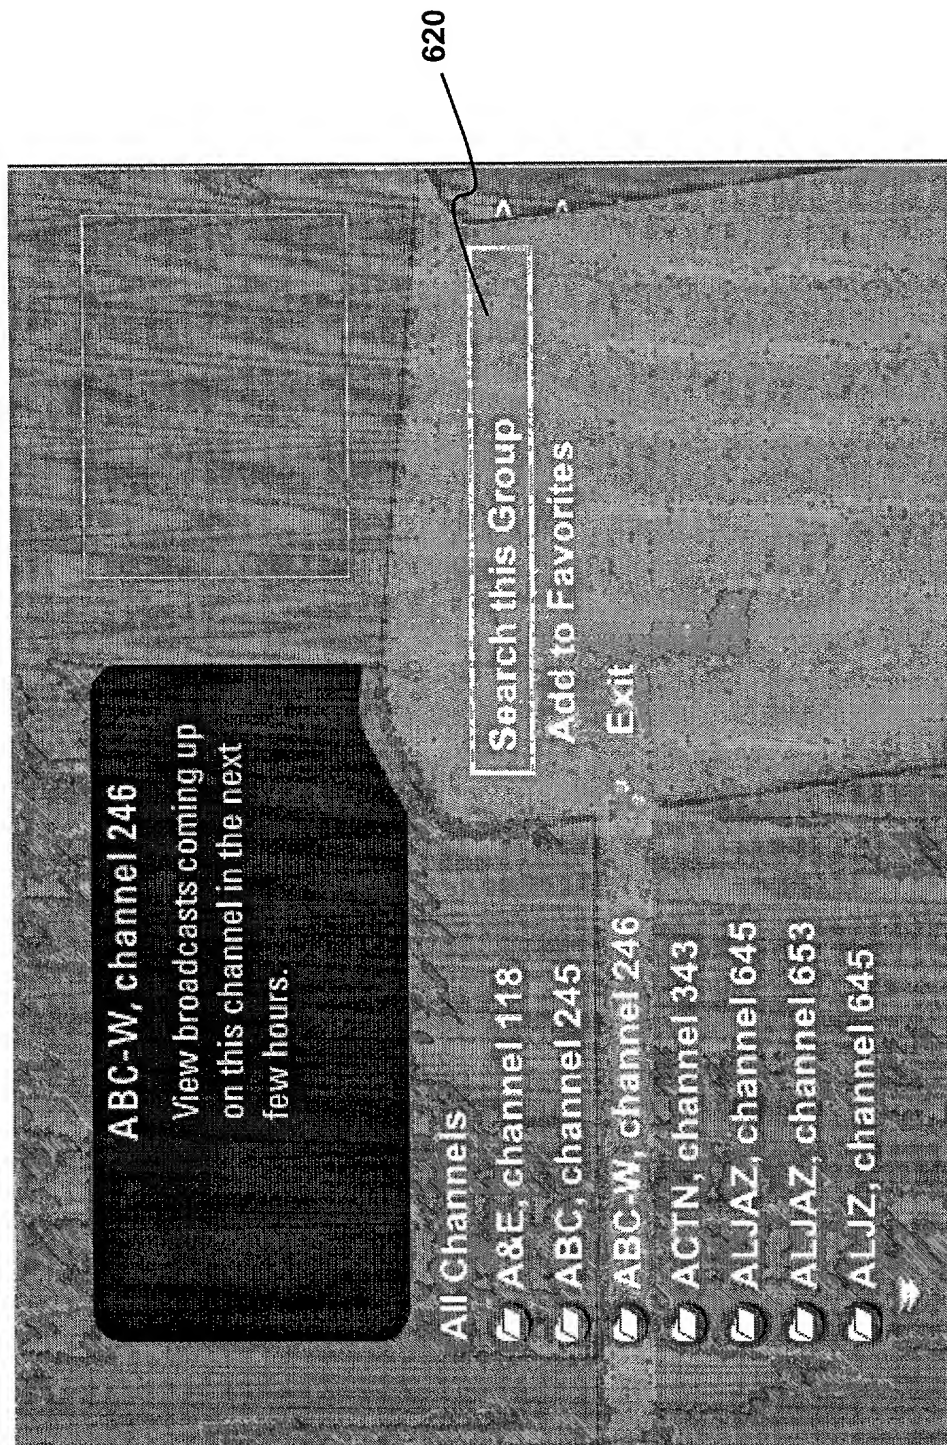 ABC-W, channel 246
View broadcasts coming up
on this channel in the next
few hours.
All Channels
A&E, channel 118
ABC, channel 245
ABC-W, channel 246
ACTN, channel 343
ALJAZ, channel 645
ALJAZ, channel 653
ALJZ, channel 645
Search this Group
Add to Favorites
Exit
620